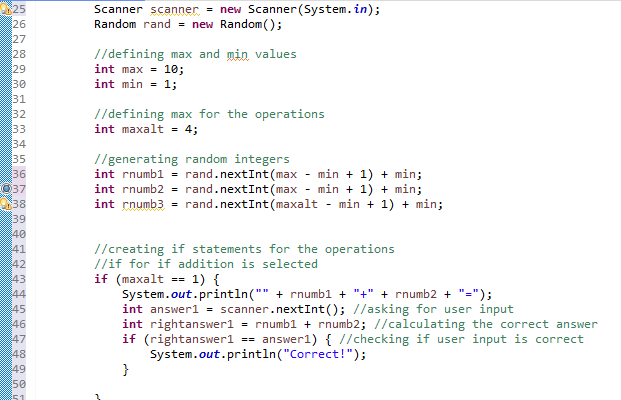 25 Scanner scanner = new Scanner(System.in);
26 Random rand = new Random();
27
28 //defining max and min values
29 int max = 10;
30 int min = 1;
31
32 //defining max for the operations
33 int maxalt = 4;
34
35 //generating random integers
36 int rnumb1 = rand.nextInt(max - min + 1) + min;
37 int rnumb2 = rand.nextInt(max - min + 1) + min;
38 int rnumb3 = rand.nextInt(maxalt - min + 1) + min;
39
40
41 //creating if statements for the operations
42 //if for if addition is selected
43 if (maxalt == 1) {
44 System.out.println("" + rnumb1 + "+" + rnumb2 + "=");
45 int answer1 = scanner.nextInt(); //asking for user input
46 int rightanswer1 = rnumb1 + rnumb2; //calculating the correct answer
47 if (rightanswer1 == answer1) { //checking if user input is correct
48 System.out.println("Correct!");
49 }
50
51 }